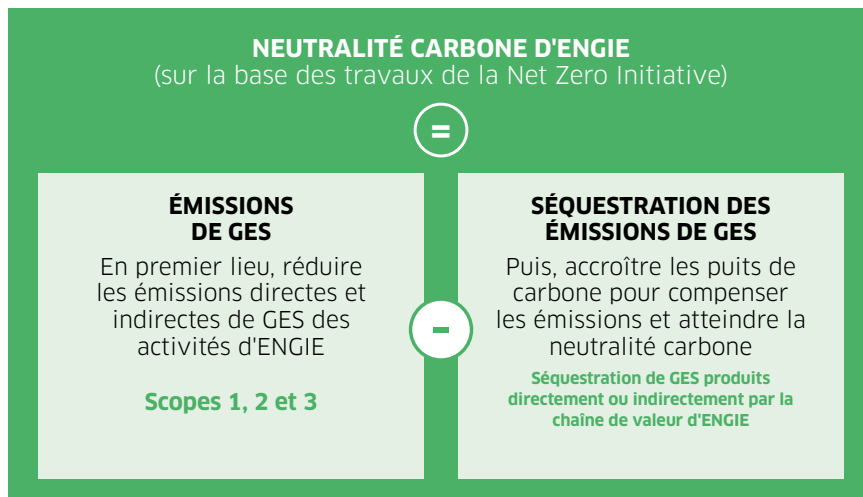 NEUTRALITÉ CARBONE D'ENGIE
(sur la base des travaux de la Net Zero Initiative)
=
ÉMISSIONS
DE GES
En premier lieu, réduire
les émissions directes et
indirectes de GES des
activités d'ENGIE
Scopes 1, 2 et 3
-
SÉQUESTRATION DES
ÉMISSIONS DE GES
Puis, accroître les puits de
carbone pour compenser
les émissions et atteindre la
neutralité carbone
Séquestration de GES produits
directement ou indirectement par la
chaîne de valeur d'ENGIE